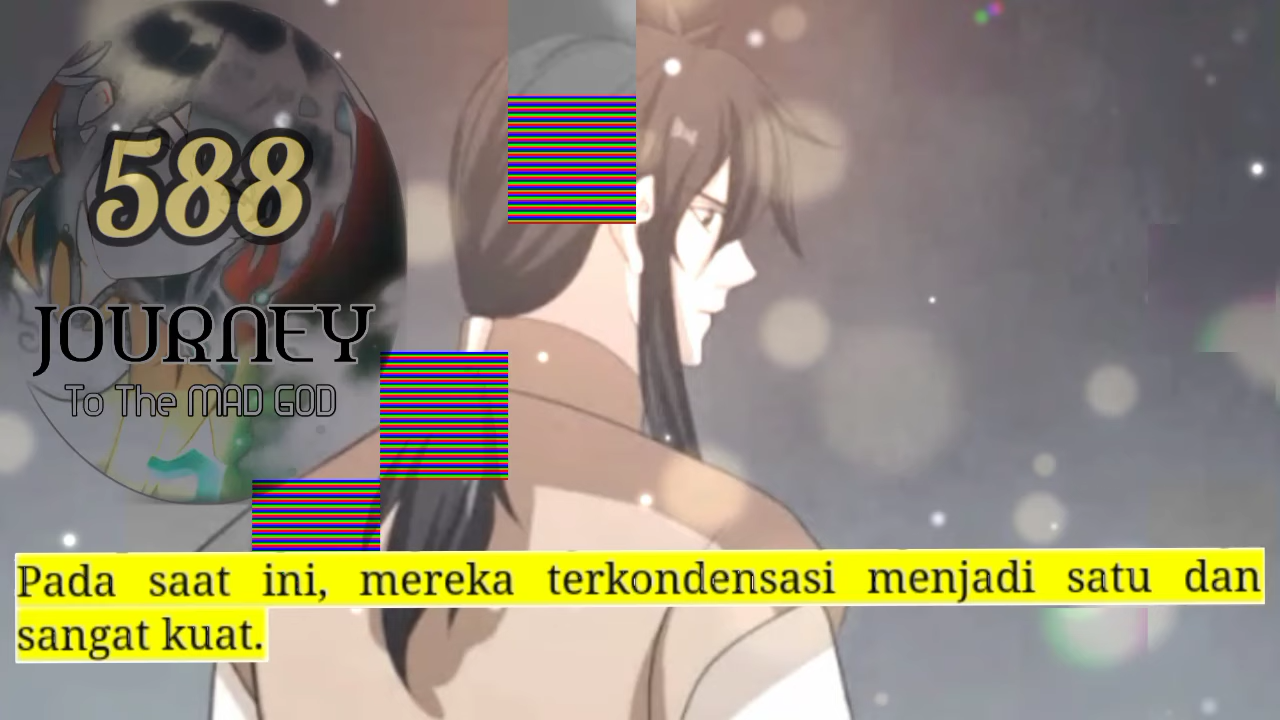 588
JOURNEY
To The MAD GOD
Pada saat ini, mereka terkondensasi menjadi satu dan
sangat kuat.